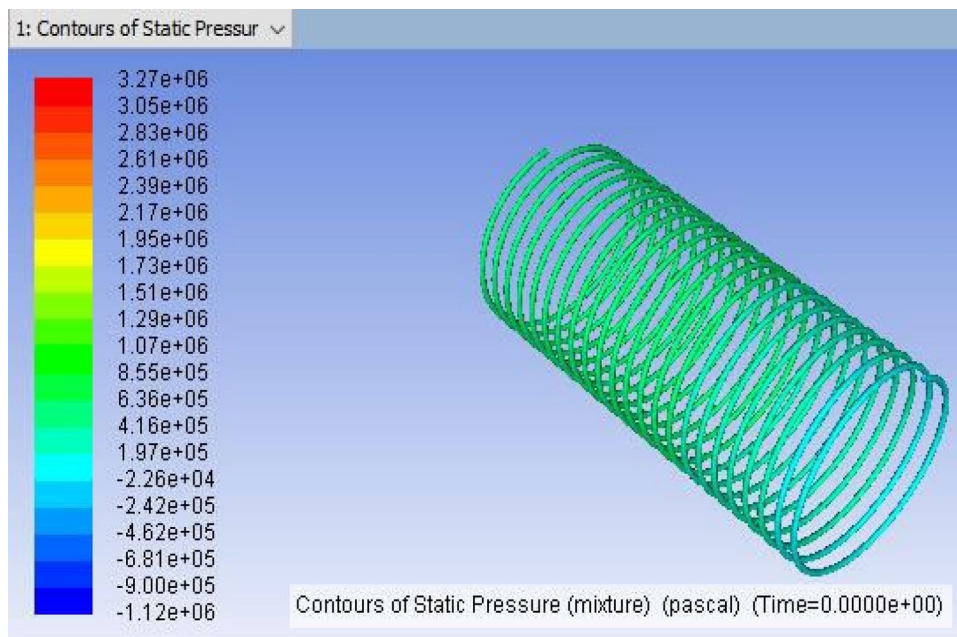 1: Contours of Static Pressur
3.27e+06
3.05e+06
2.83e+06
2.61e+06
2.39e+06
2.17e+06
1.95e+06
1.73e+06
1.51e+06
1.29e+06
1.07e+06
8.55e+05
6.36e+05
4.16e+05
1.97e+05
-2.26e+04
-2.42e+05
-4.62e+05
-6.81e+05
-9.00e+05
-1.12e+06
Contours of Static Pressure (mixture) (pascal) (Time=0.0000e+00)